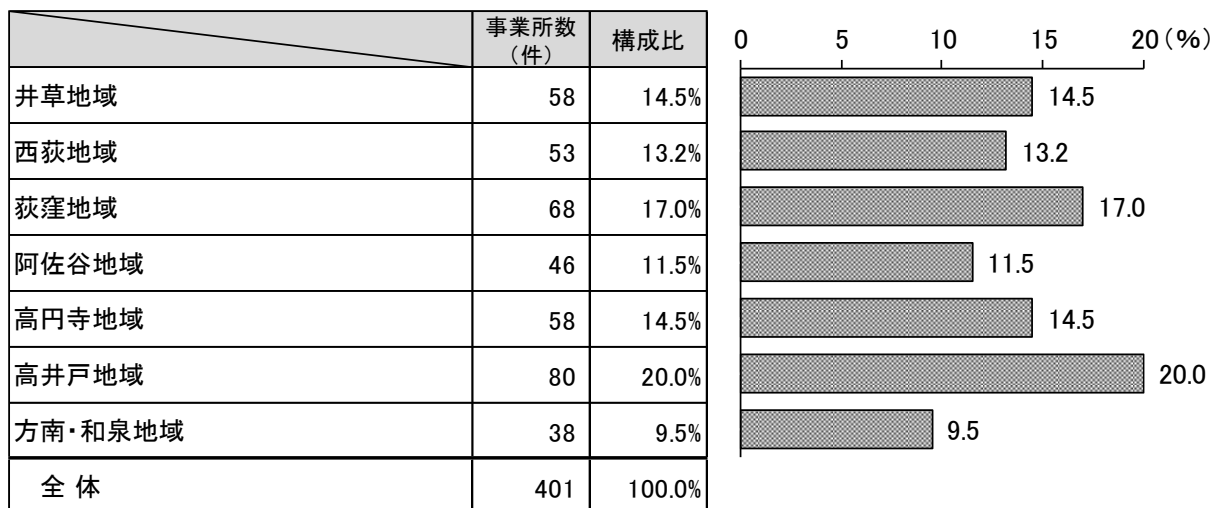 事業所数
（件）
構成比
0 5 10 15 20（％）
井草地域 58 14.5% 14.5
西荻地域 53 13.2% 13.2
荻窪地域 68 17.0% 17.0
阿佐谷地域 46 11.5% 11.5
高円寺地域 58 14.5% 14.5
高井戸地域 80 20.0% 20.0
方南・和泉地域 38 9.5% 9.5
全 体 401 100.0%